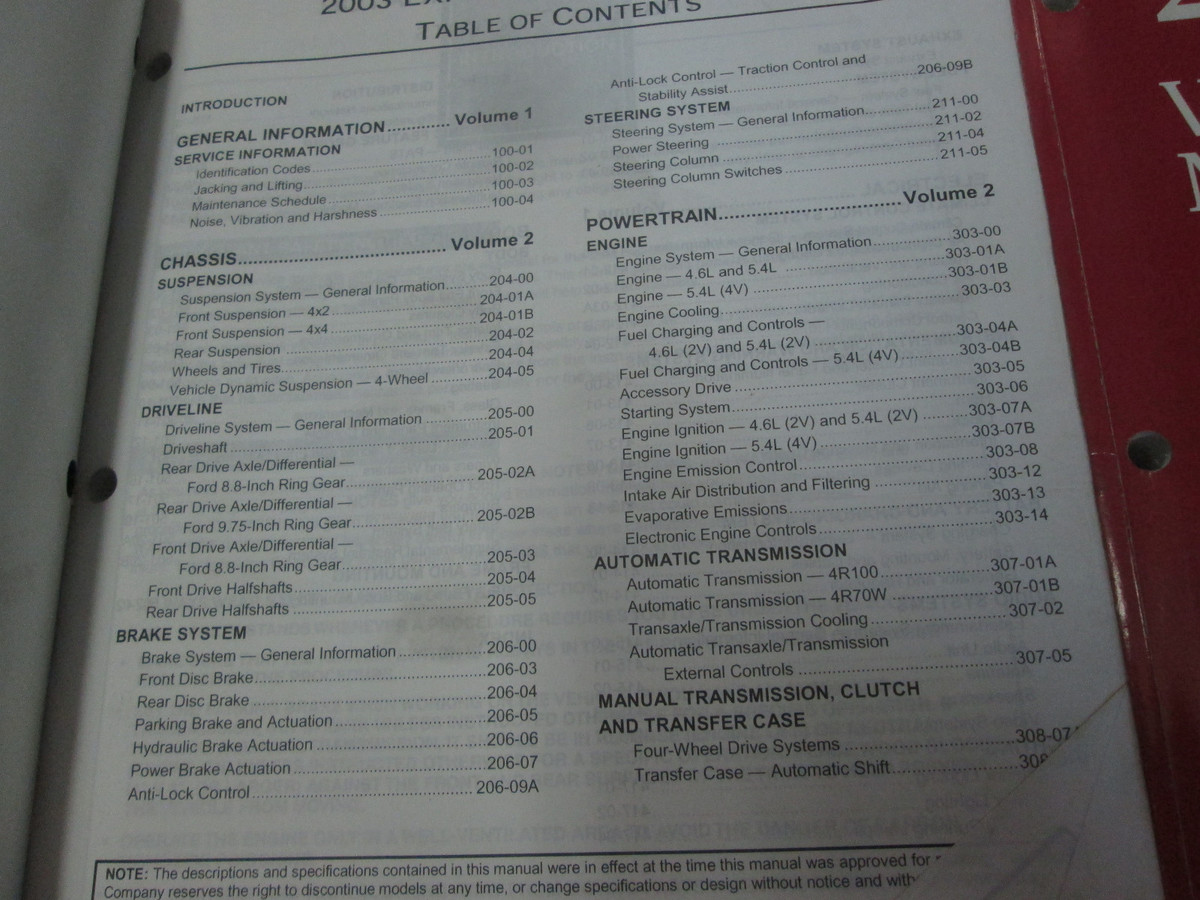 2003
TABLE OF CONTENTS
INTRODUCTION
GENERAL INFORMATION............ Volume 1
SERVICE INFORMATION
Identification Codes...............100-01
Jacking and Lifting...............100-02
Maintenance Schedule ...............100-03
Noise, Vibration and Harshness ...............100-04
CHASSIS............................... Volume 2
SUSPENSION
Suspension System — General Information..........204-00
Front Suspension — 4x2 ...............204-01A
Front Suspension — 4x4 ...............204-01B
Rear Suspension ...............204-02
Wheels and Tires...............204-04
Vehicle Dynamic Suspension — 4-Wheel ............204-05
DRIVELINE
Driveline System — General Information ............205-00
Driveshaft ...............205-01
Rear Drive Axle/Differential —
Ford 8.8-Inch Ring Gear...............205-02A
Rear Drive Axle/Differential —
Ford 9.75-Inch Ring Gear...............205-02B
Front Drive Axle/Differential —
Ford 8.8-Inch Ring Gear...............205-03
Front Drive Halfshafts...............205-04
Rear Drive Halfshafts ...............205-05
BRAKE SYSTEM
Brake System — General Information ...............206-00
Front Disc Brake...............206-03
Rear Disc Brake ...............206-04
Parking Brake and Actuation...............206-05
Hydraulic Brake Actuation ...............206-06
Power Brake Actuation ...............206-07
Anti-Lock Control...............206-09A
Anti-Lock Control — Traction Control and
Stability Assist...............206-09B
STEERING SYSTEM
Steering System — General Information...............211-00
Power Steering ...............211-02
Steering Column ...............211-04
Steering Column Switches ...............211-05
POWERTRAIN............................... Volume 2
ENGINE
Engine System — General Information...............303-00
Engine — 4.6L and 5.4L ...............303-01A
Engine — 5.4L (4V) ...............303-01B
Engine Cooling...............303-03
Fuel Charging and Controls —
4.6L (2V) and 5.4L (2V) ...............303-04A
Fuel Charging and Controls — 5.4L (4V)...............303-04B
Accessory Drive ...............303-05
Starting System...............303-06
Engine Ignition — 4.6L (2V) and 5.4L (2V) ..........303-07A
Engine Ignition — 5.4L (4V)...............303-07B
Engine Emission Control...............303-08
Intake Air Distribution and Filtering ...............303-12
Evaporative Emissions...............303-13
Electronic Engine Controls...............303-14
AUTOMATIC TRANSMISSION
Automatic Transmission — 4R100...............307-01A
Automatic Transmission — 4R70W ...............307-01B
Transaxle/Transmission Cooling...............307-02
Automatic Transaxle/Transmission
External Controls ...............307-05
MANUAL TRANSMISSION, CLUTCH
AND TRANSFER CASE
Four-Wheel Drive Systems ...............308-07
Transfer Case — Automatic Shift...............
NOTE: The descriptions and specifications contained in this manual were in effect at the time this manual was approved for
Company reserves the right to discontinue models at any time, or change specifications or design without notice and